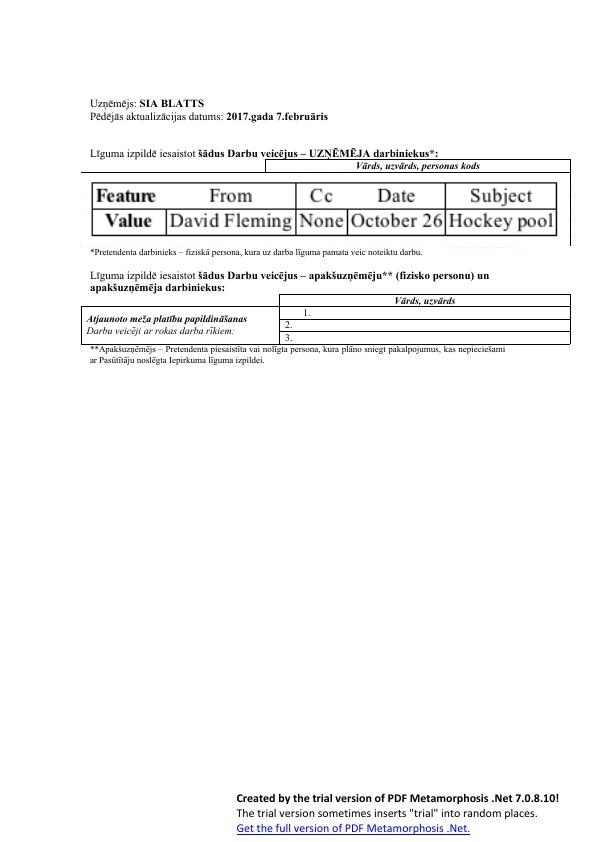 Uzņēmējs: SIA BLATTS
Pēdējās aktualizācijas datums: 2017.gada 7.februāris
Līguma izpildē iesaistot šādus Darbu veicējus – UZŅĒMĒJA darbiniekus*:
Vārds, uzvārds, personas kods
Feature From Cc Date Subject
Value David Fleming None October 26 Hockey pool
*Pretendenta darbinieks – fiziskā persona, kura uz darba līguma pamata veic noteiktu darbu.
Līguma izpildē iesaistot šādus Darbu veicējus – apakšuzņēmēju** (fizisko personu) un
apakšuzņēmēja darbiniekus:
Vārds, uzvārds
Atjaunoto meža platību papildināšanas
Darbu veicēji ar rokas darba rīkiem:
1.
2.
3.
**Apakšuzņēmējs – Pretendenta piesaistīta vai nolīgta persona, kura plāno sniegt pakalpojumus, kas nepieciešami
ar Pasūtītāju noslēgta Iepirkuma līguma izpildei.
Created by the trial version of PDF Metamorphosis .Net 7.0.8.10!
The trial version sometimes inserts "trial" into random places.
Get the full version of PDF Metamorphosis .Net.